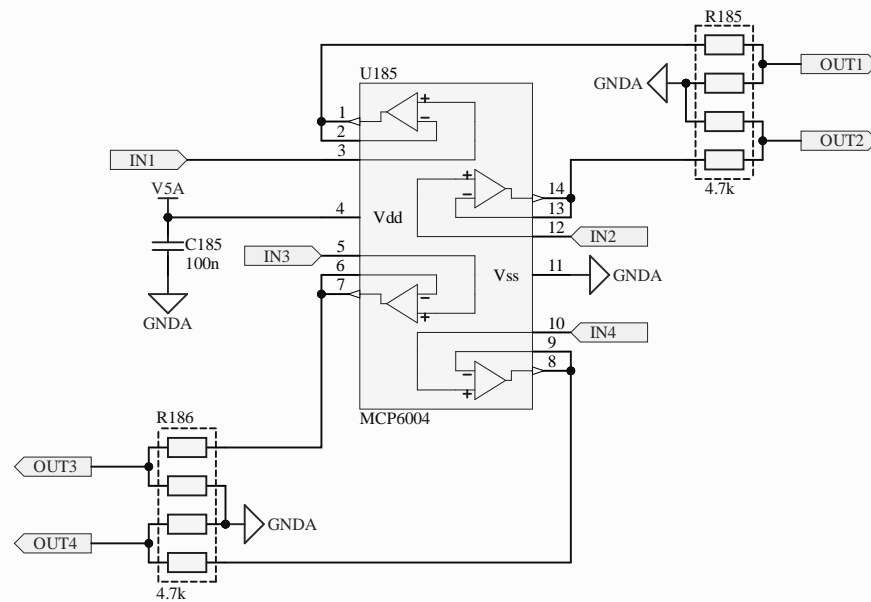 R185
OUT1
GNDA
OUT2
4.7k
U185
1
2
3
IN1
+
−
+
−
14
13
12
IN2
V5A
4
Vdd
C185
100n
GNDA
IN3
5
6
7
−
+
Vss
11
GNDA
10
IN4
9
8
−
+
MCP6004
R186
OUT3
GNDA
OUT4
4.7k